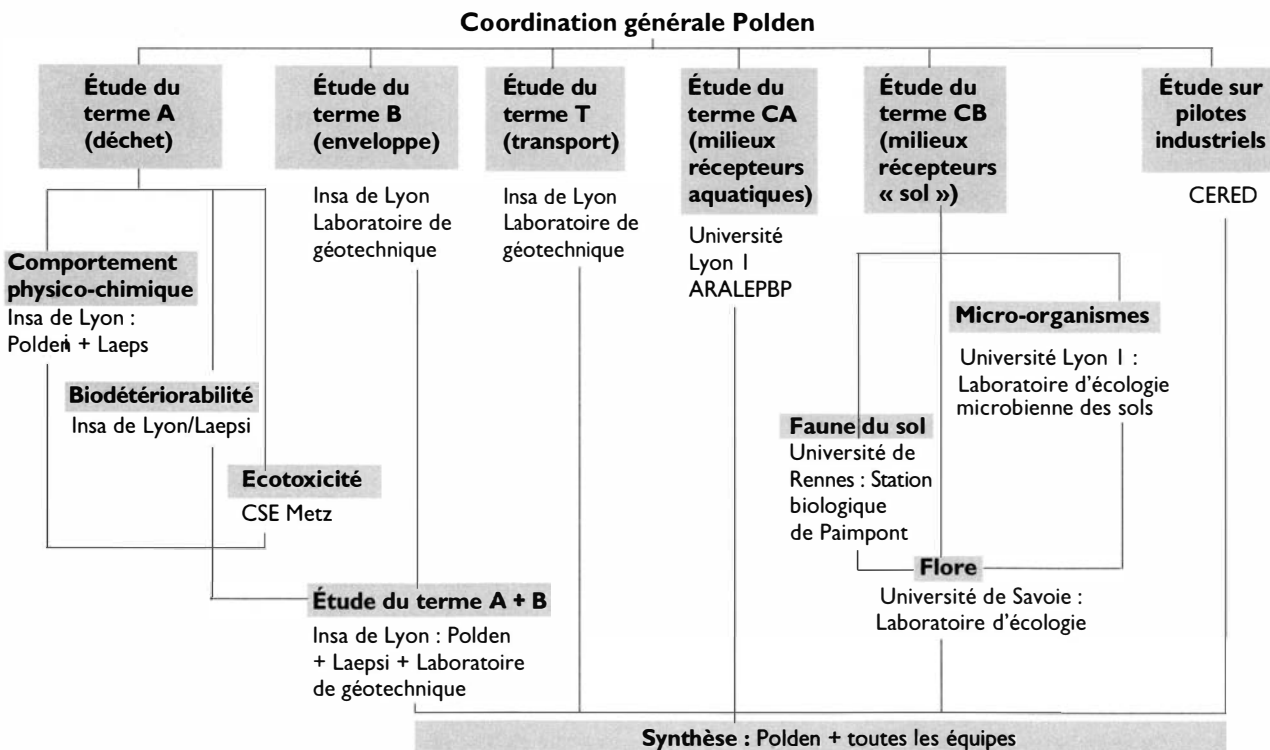 Coordination générale Polden
Étude du
terme A
(déchet)
Étude du
terme B
(enveloppe)
Étude du
terme T
(transport)
Étude du
terme CA
(milieux
récepteurs
aquatiques)
Étude du
terme CB
(milieux
récepteurs
« sol »)
Étude sur
pilotes
industriels
Insa de Lyon
Laboratoire de
géotechnique
Insa de Lyon
Laboratoire de
géotechnique
Université
Lyon 1
ARALEPBP
CERED
Comportement
physico-chimique
Insa de Lyon :
Polden + Laeps
Biodétériorabilité
Insa de Lyon/Laepsi
Ecotoxicité
CSE Metz
Micro-organismes
Université Lyon 1 :
Laboratoire d'écologie
microbienne des sols
Faune du sol
Université de
Rennes : Station
biologique
de Paimpont
Flore
Université de Savoie :
Laboratoire d'écologie
Étude du terme A + B
Insa de Lyon : Polden
+ Laepsi + Laboratoire
de géotechnique
Synthèse : Polden + toutes les équipes